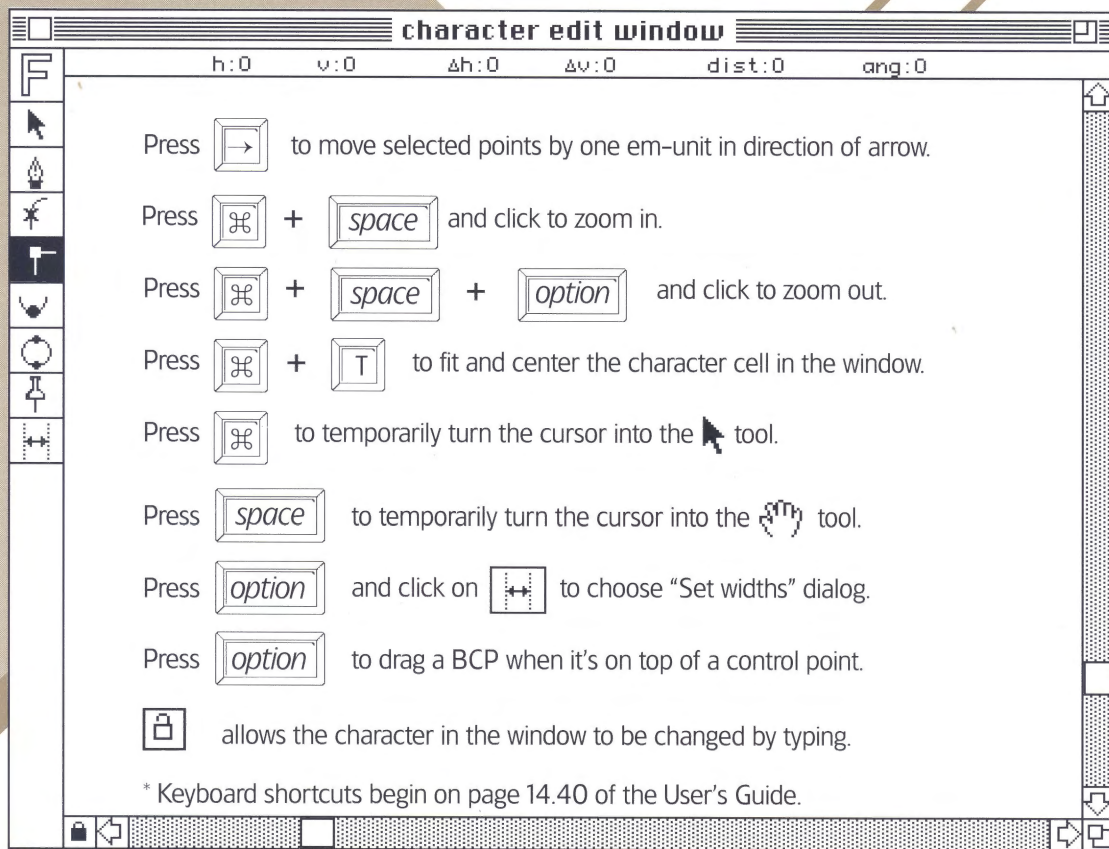 character edit window
F h:0 v:0 Δh:0 Δv:0 dist:0 ang:0
Press → to move selected points by one em-unit in direction of arrow.
Press ⌘ + space and click to zoom in.
Press ⌘ + space + option and click to zoom out.
Press ⌘ + T to fit and center the character cell in the window.
Press ⌘ to temporarily turn the cursor into the tool.
Press space to temporarily turn the cursor into the tool.
Press option and click on to choose “Set widths” dialog.
Press option to drag a BCP when it's on top of a control point.
allows the character in the window to be changed by typing.
* Keyboard shortcuts begin on page 14.40 of the User's Guide.